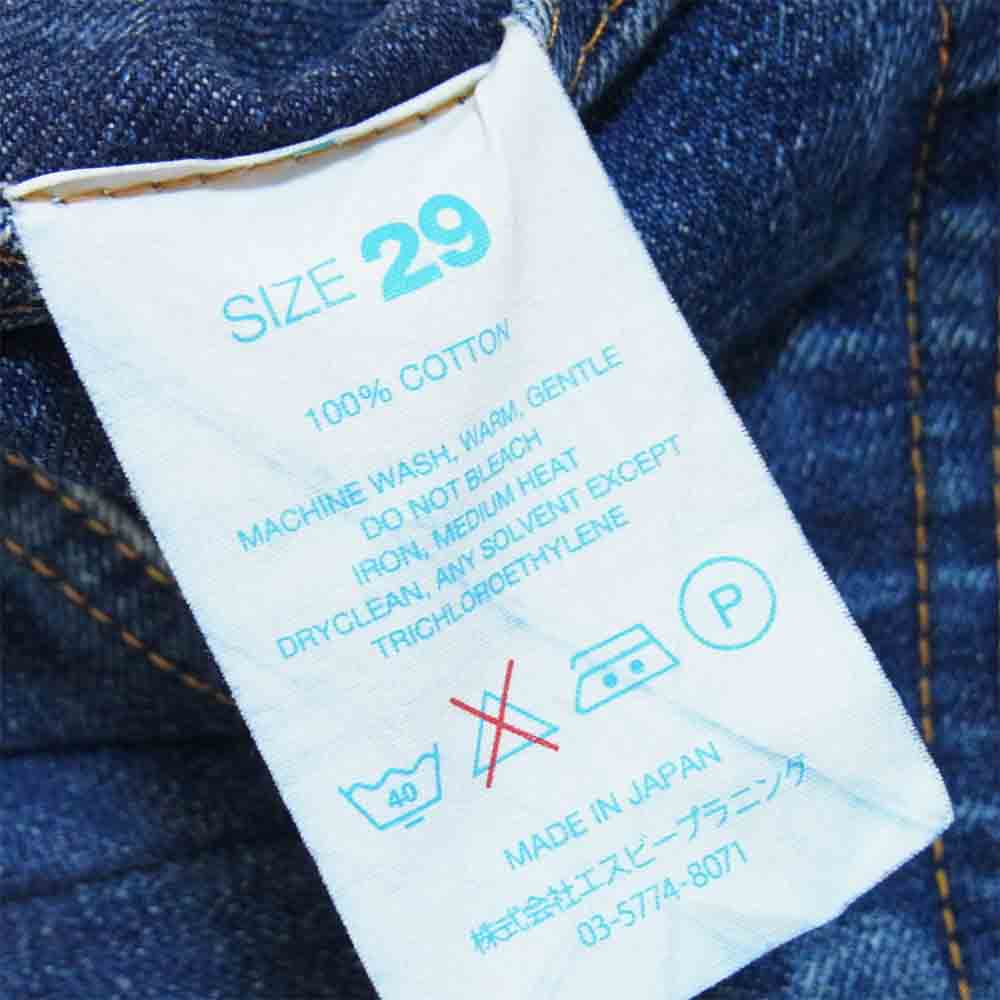 SIZE 29
100% COTTON
MACHINE WASH, WARM, GENTLE
DO NOT BLEACH
IRON, MEDIUM HEAT
DRYCLEAN, ANY SOLVENT EXCEPT
TRICHLOROETHYLENE
P
40
MADE IN JAPAN
株式会社エスビープラニング
03-5774-8071